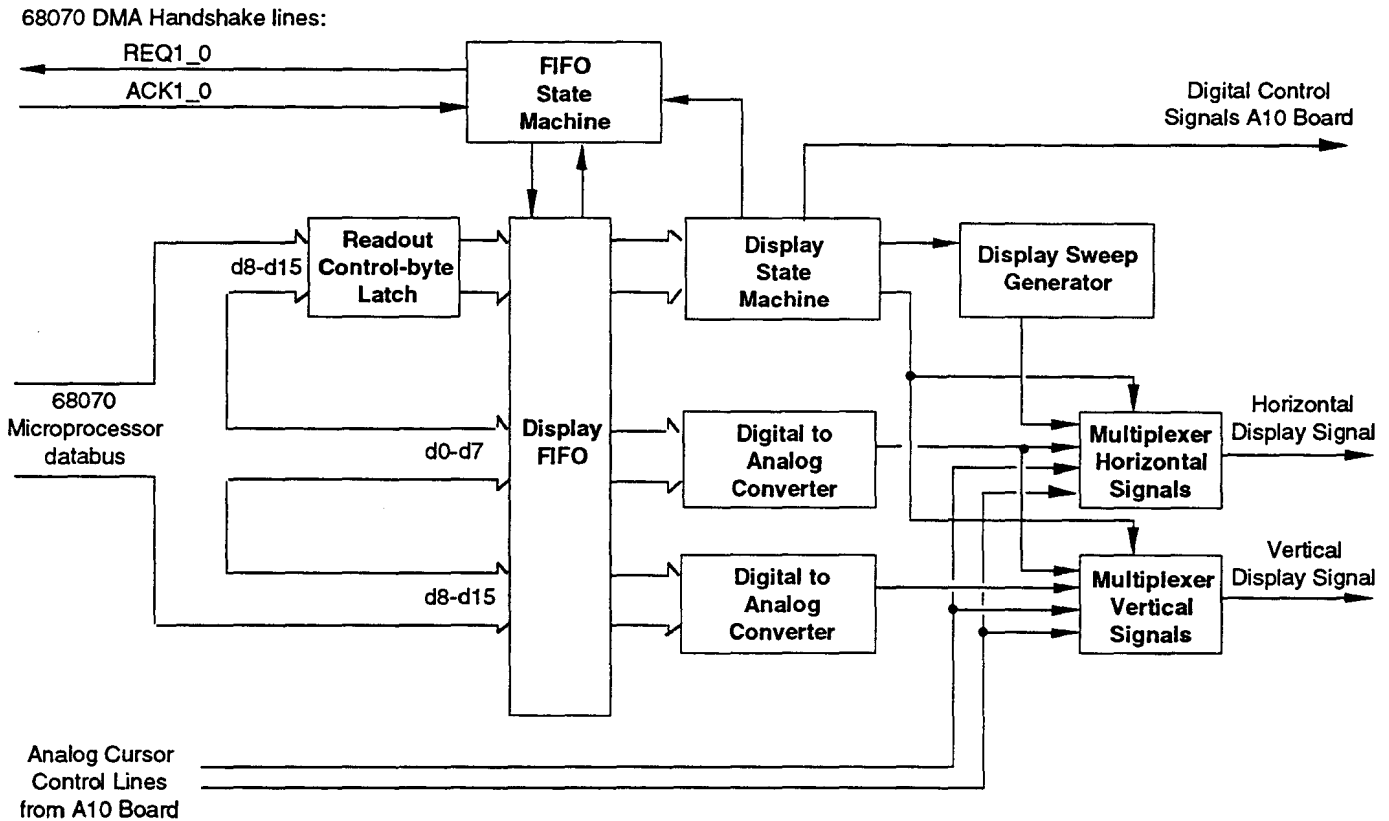 68070 DMA Handshake lines:
REQ1_0
ACK1_0
FIFO
State
Machine
Digital Control
Signals A10 Board
Readout
Control-byte
Latch
d8-d15
Display
State
Machine
Display Sweep
Generator
68070
Microprocessor
databus
d0-d7
Display
FIFO
Digital to
Analog
Converter
Multiplexer
Horizontal
Signals
Horizontal
Display Signal
d8-d15
Digital to
Analog
Converter
Multiplexer
Vertical
Signals
Vertical
Display Signal
Analog Cursor
Control Lines
from A10 Board